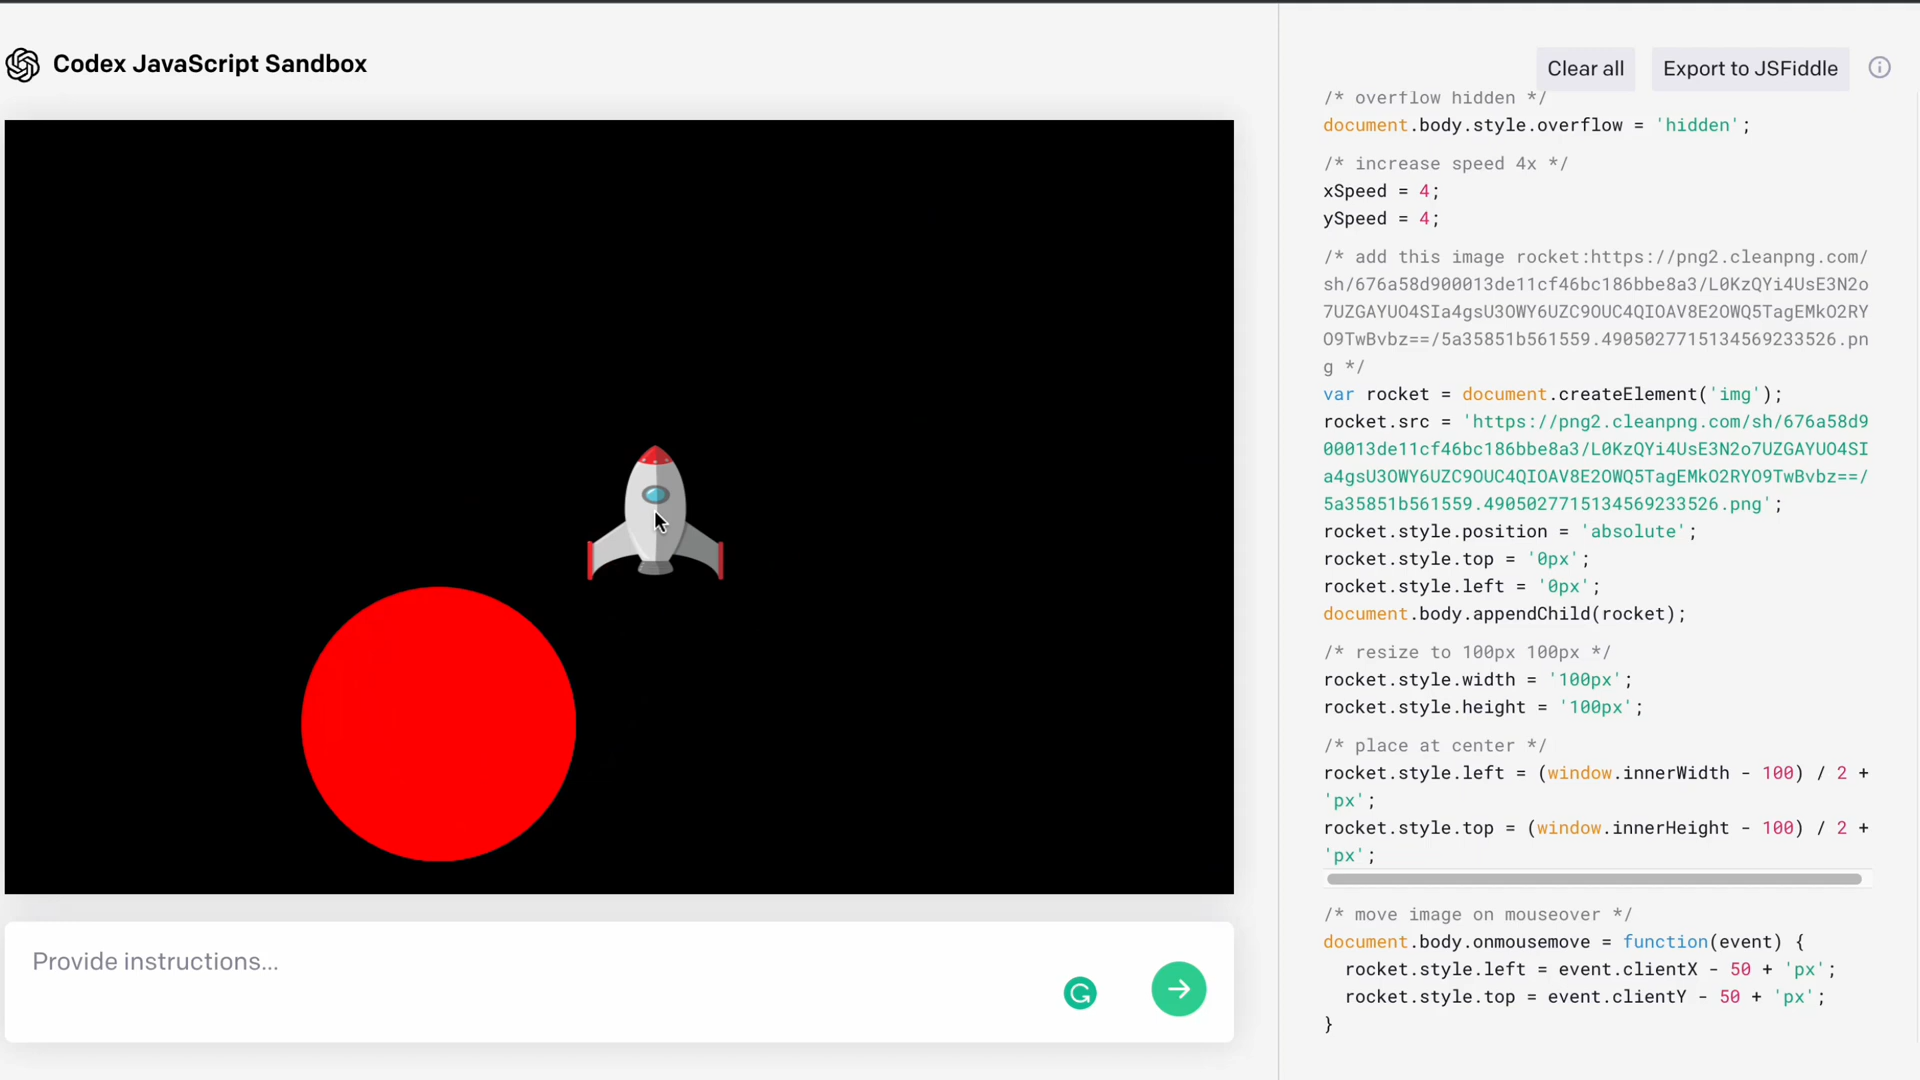 Codex JavaScript Sandbox
Clear all
Export to JSFiddle
/* overflow hidden */
document.body.style.overflow = 'hidden';
/* increase speed 4x */
xSpeed = 4;
ySpeed = 4;
/* add this image rocket:https://png2.cleanpng.com/
sh/676a58d900013de11cf46bc186bbe8a3/L0KzQYi4UsE3N2o
7UZGAYUO4SIa4gsU3OWY6UZC9OUC4QIOAV8E2OWQ5TagEMkO2RY
O9TwBvbz==/5a35851b561559.4905027715134569233526.pn
g */
var rocket = document.createElement('img');
rocket.src = 'https://png2.cleanpng.com/sh/676a58d9
00013de11cf46bc186bbe8a3/L0KzQYi4UsE3N2o7UZGAYUO4SI
a4gsU3OWY6UZC9OUC4QIOAV8E2OWQ5TagEMkO2RYO9TwBvbz==/
5a35851b561559.4905027715134569233526.png';
rocket.style.position = 'absolute';
rocket.style.top = '0px';
rocket.style.left = '0px';
document.body.appendChild(rocket);
/* resize to 100px 100px */
rocket.style.width = '100px';
rocket.style.height = '100px';
/* place at center */
rocket.style.left = (window.innerWidth - 100) / 2 +
'px';
rocket.style.top = (window.innerHeight - 100) / 2 +
'px';
/* move image on mouseover */
document.body.onmousemove = function(event) {
rocket.style.left = event.clientX - 50 + 'px';
rocket.style.top = event.clientY - 50 + 'px';
}
Provide instructions...